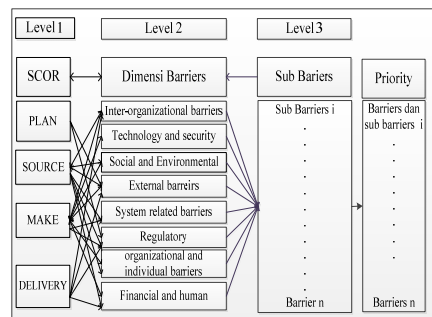 Level 1
Level 2
Level 3
SCOR
Dimensi Barriers
Sub Bariers
Priority
PLAN
SOURCE
MAKE
DELIVERY
Inter-organizational barriers
Technology and security
Social and Environmental
External barreirs
System related barriers
Regulatory
organizational and
individual barriers
Financial and human
Sub Barriers i
.
.
.
.
.
.
.
Barrier n
Barriers dan
sub barriers i
.
.
.
.
.
.
.
Barriers n